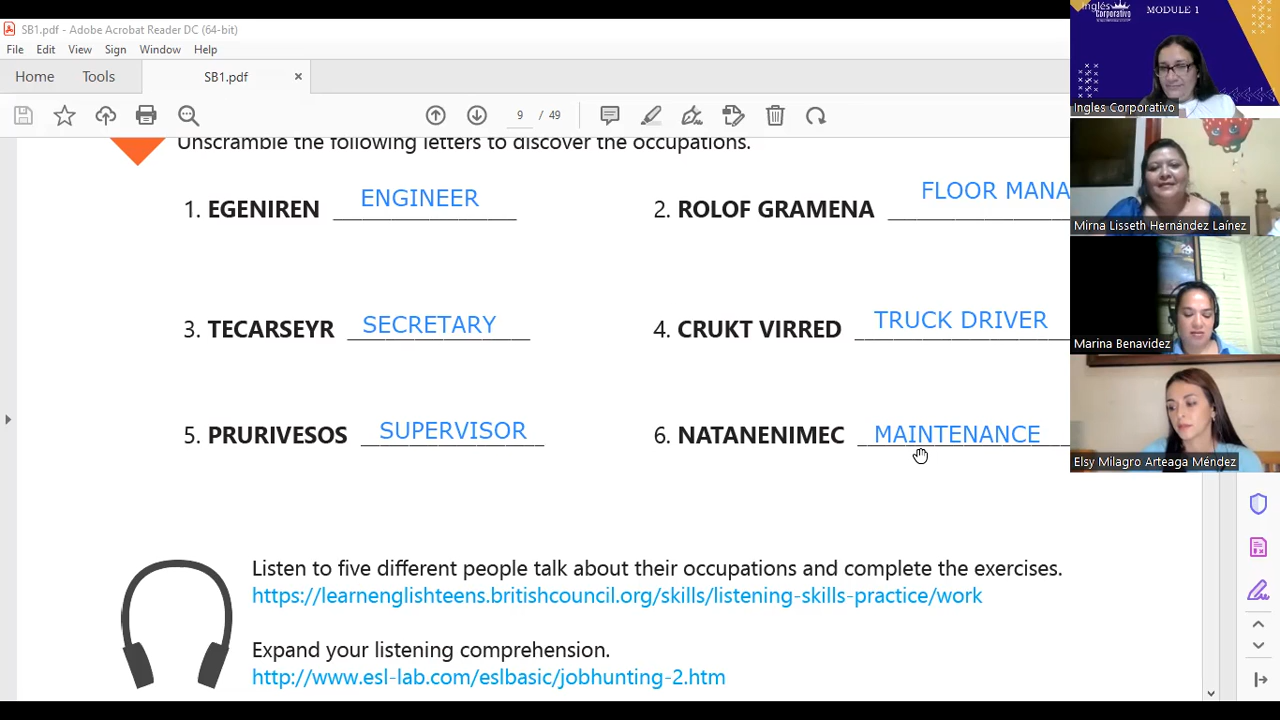 SB1.pdf - Adobe Acrobat Reader DC (64-bit)
File Edit View Sign Window Help
Home Tools SB1.pdf ×
9 / 49
Unscramble the following letters to discover the occupations.
1. EGENIREN ENGINEER 2. ROLOF GRAMENA FLOOR MANA
3. TECARSEYR SECRETARY 4. CRUKT VIRRED TRUCK DRIVER
5. PRURIVESOS SUPERVISOR 6. NATANENIMEC MAINTENANCE
Listen to five different people talk about their occupations and complete the exercises.
https://learnenglishteens.britishcouncil.org/skills/listening-skills-practice/work
Expand your listening comprehension.
http://www.esl-lab.com/eslbasic/jobhunting-2.htm
Inglés
Corporativo
MODULE 1
Ingles Corporativo
Mirna Lisseth Hernández Laínez
Marina Benavidez
Elsy Milagro Arteaga Méndez